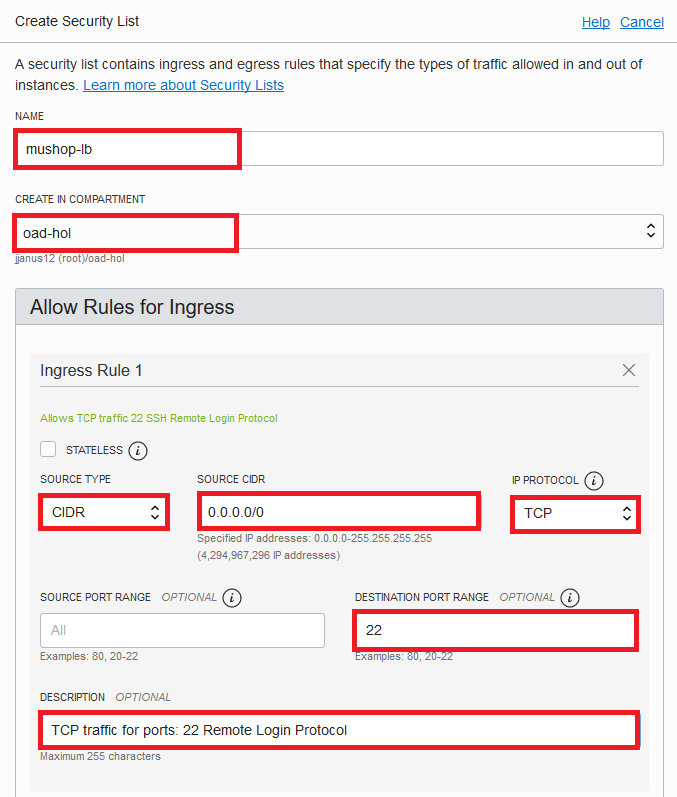 Create Security List
Help Cancel
A security list contains ingress and egress rules that specify the types of traffic allowed in and out of
instances. Learn more about Security Lists
NAME
mushop-lb
CREATE IN COMPARTMENT
oad-hol
jjanus12 (root)/oad-hol
Allow Rules for Ingress
Ingress Rule 1
Allows TCP traffic 22 SSH Remote Login Protocol
STATELESS i
SOURCE TYPE
SOURCE CIDR
IP PROTOCOL i
CIDR
0.0.0.0/0
TCP
Specified IP addresses: 0.0.0.0-255.255.255.255
(4,294,967,296 IP addresses)
SOURCE PORT RANGE OPTIONAL i
DESTINATION PORT RANGE OPTIONAL i
All
22
Examples: 80, 20-22
Examples: 80, 20-22
DESCRIPTION OPTIONAL
TCP traffic for ports: 22 Remote Login Protocol
Maximum 255 characters